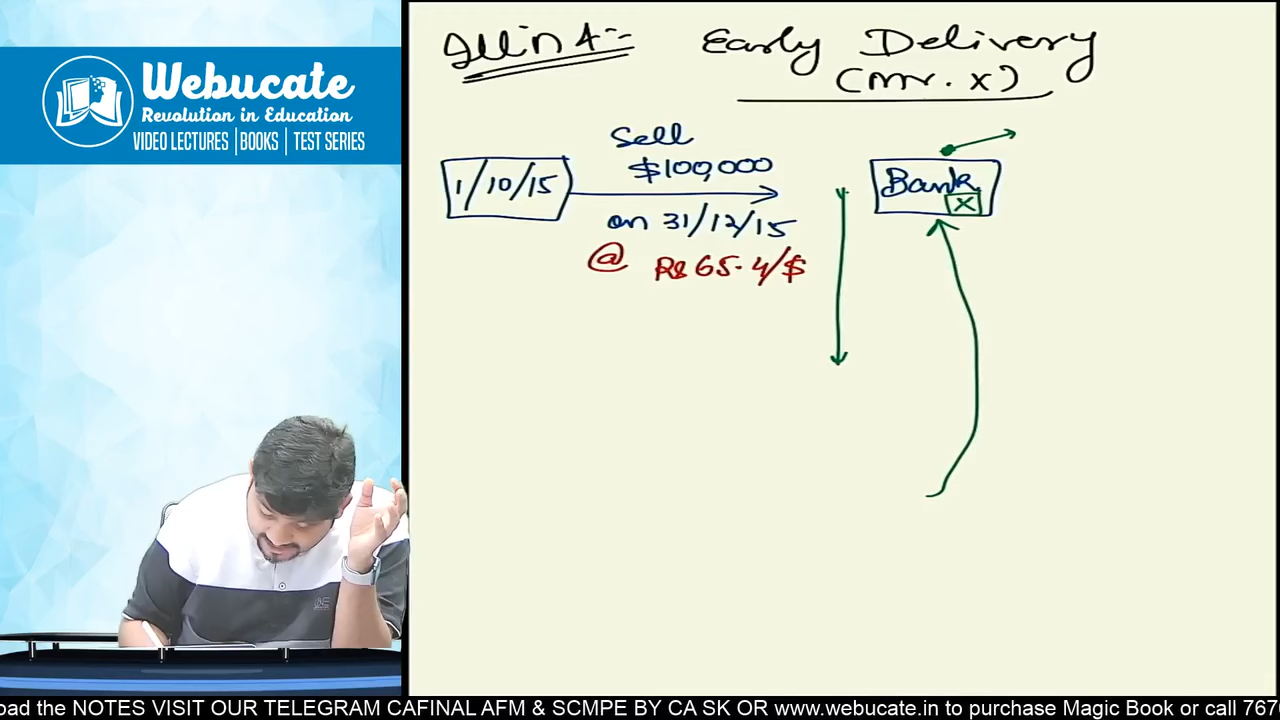 Webucate
Revolution in Education
VIDEO LECTURES | BOOKS | TEST SERIES
Illin 4:-
Early Delivery
(Mr. X)
1/10/15
Sell
$100,000
on 31/12/15
@ Rs 65.4/$
Bank
X
oad the NOTES VISIT OUR TELEGRAM CAFINAL AFM & SCMPE BY CA SK OR www.webucate.in to purchase Magic Book or call 767